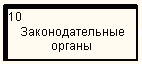 10
Законодательные
органы